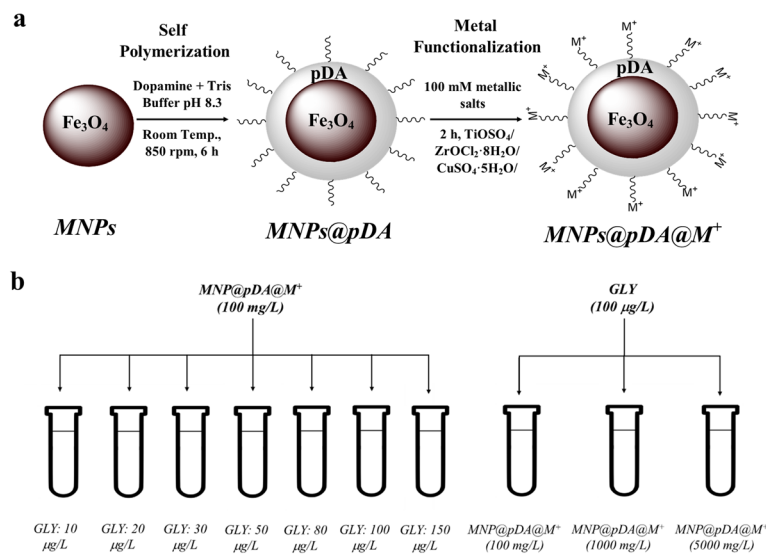 a
Self
Polymerization
Dopamine + Tris
Buffer pH 8.3
Room Temp.,
850 rpm, 6 h
Metal
Functionalization
100 mM metallic
salts
2 h, TiOSO₄/
ZrOCl₂·8H₂O/
CuSO₄·5H₂O/
Fe₃O₄
MNPs
pDA
Fe₃O₄
MNPs@pDA
M⁺
M⁺
M⁺
M⁺
M⁺
M⁺
M⁺
M⁺
M⁺
M⁺
M⁺
M⁺
pDA
Fe₃O₄
MNPs@pDA@M⁺
b
MNP@pDA@M⁺
(100 mg/L)
GLY: 10
µg/L
GLY: 20
µg/L
GLY: 30
µg/L
GLY: 50
µg/L
GLY: 80
µg/L
GLY: 100
µg/L
GLY: 150
µg/L
GLY
(100 µg/L)
MNP@pDA@M⁺
(100 mg/L)
MNP@pDA@M⁺
(1000 mg/L)
MNP@pDA@M⁺
(5000 mg/L)